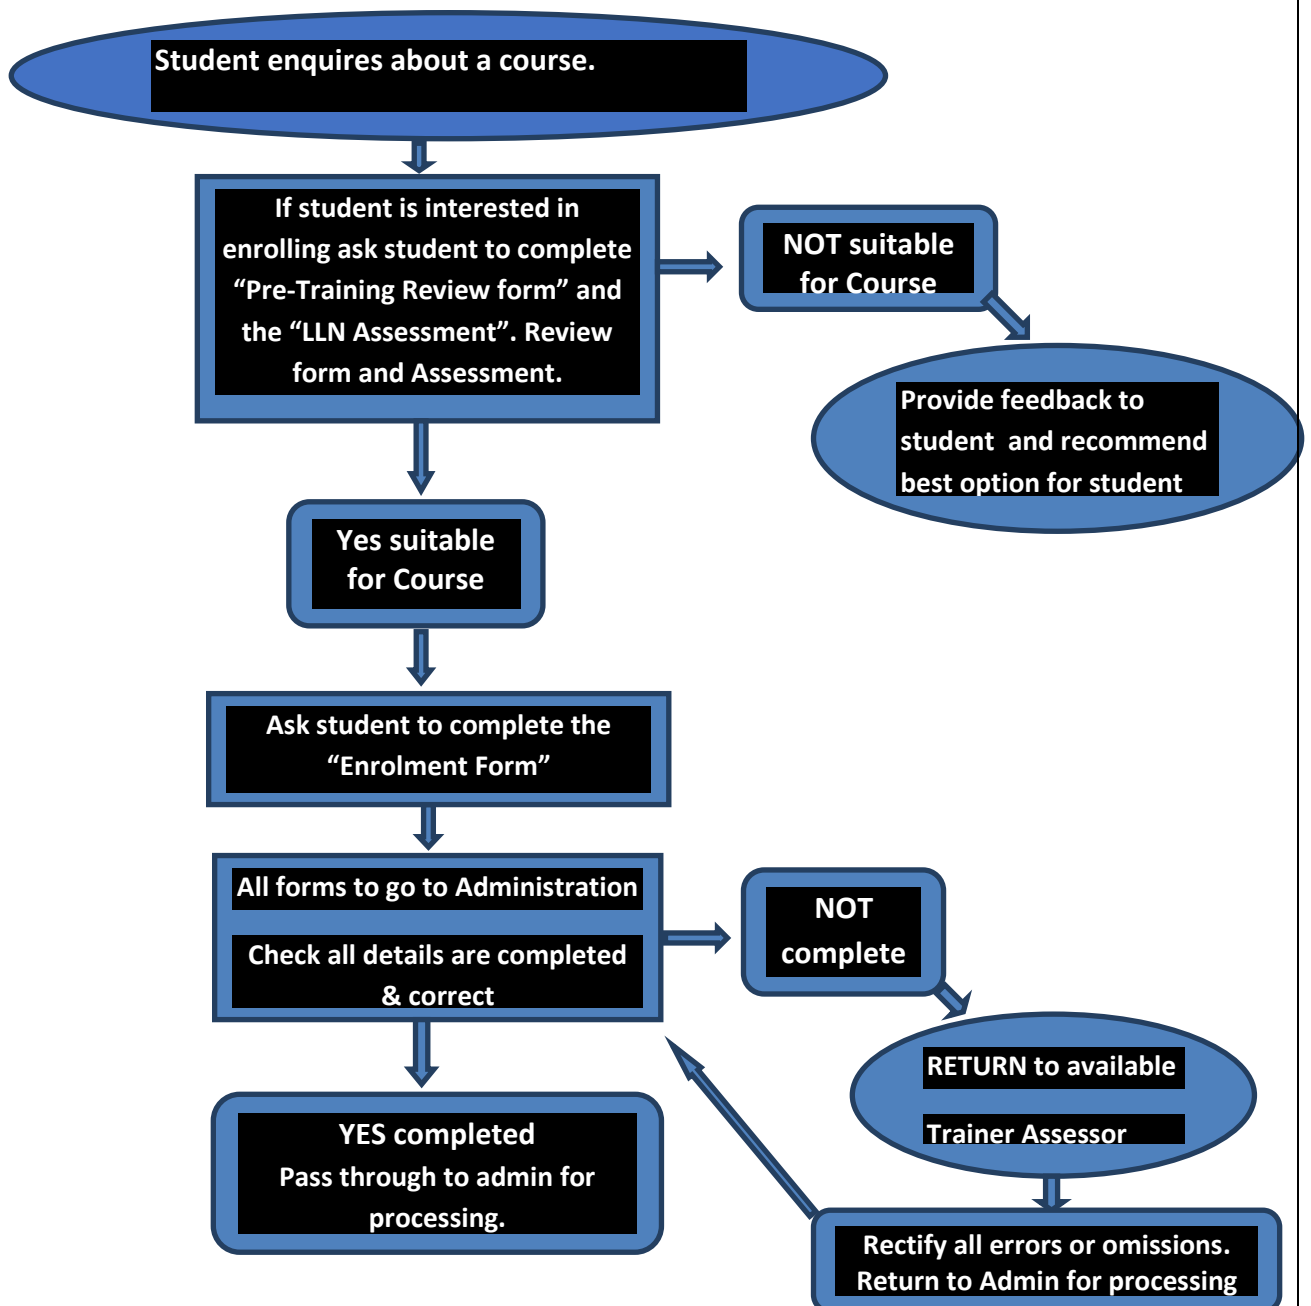 Student enquires about a course.
If student is interested in
enrolling ask student to complete
“Pre-Training Review form” and
the “LLN Assessment”. Review
form and Assessment.
NOT suitable
for Course
Provide feedback to
student  and recommend
best option for student
Yes suitable
for Course
Ask student to complete the
“Enrolment Form”
All forms to go to Administration
Check all details are completed
& correct
NOT
complete
RETURN to available
Trainer Assessor
YES completed
Pass through to admin for
processing.
Rectify all errors or omissions.
Return to Admin for processing